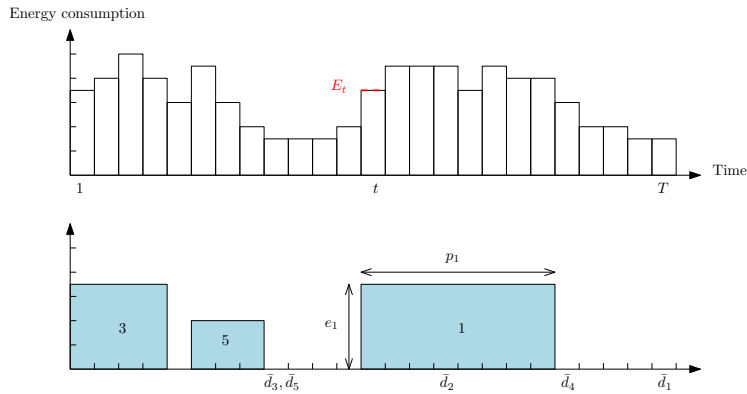 Energy consumption
E_t
Time
1
t
T
p_1
3
5
e_1
1
d̄_3, d̄_5
d̄_2
d̄_4
d̄_1